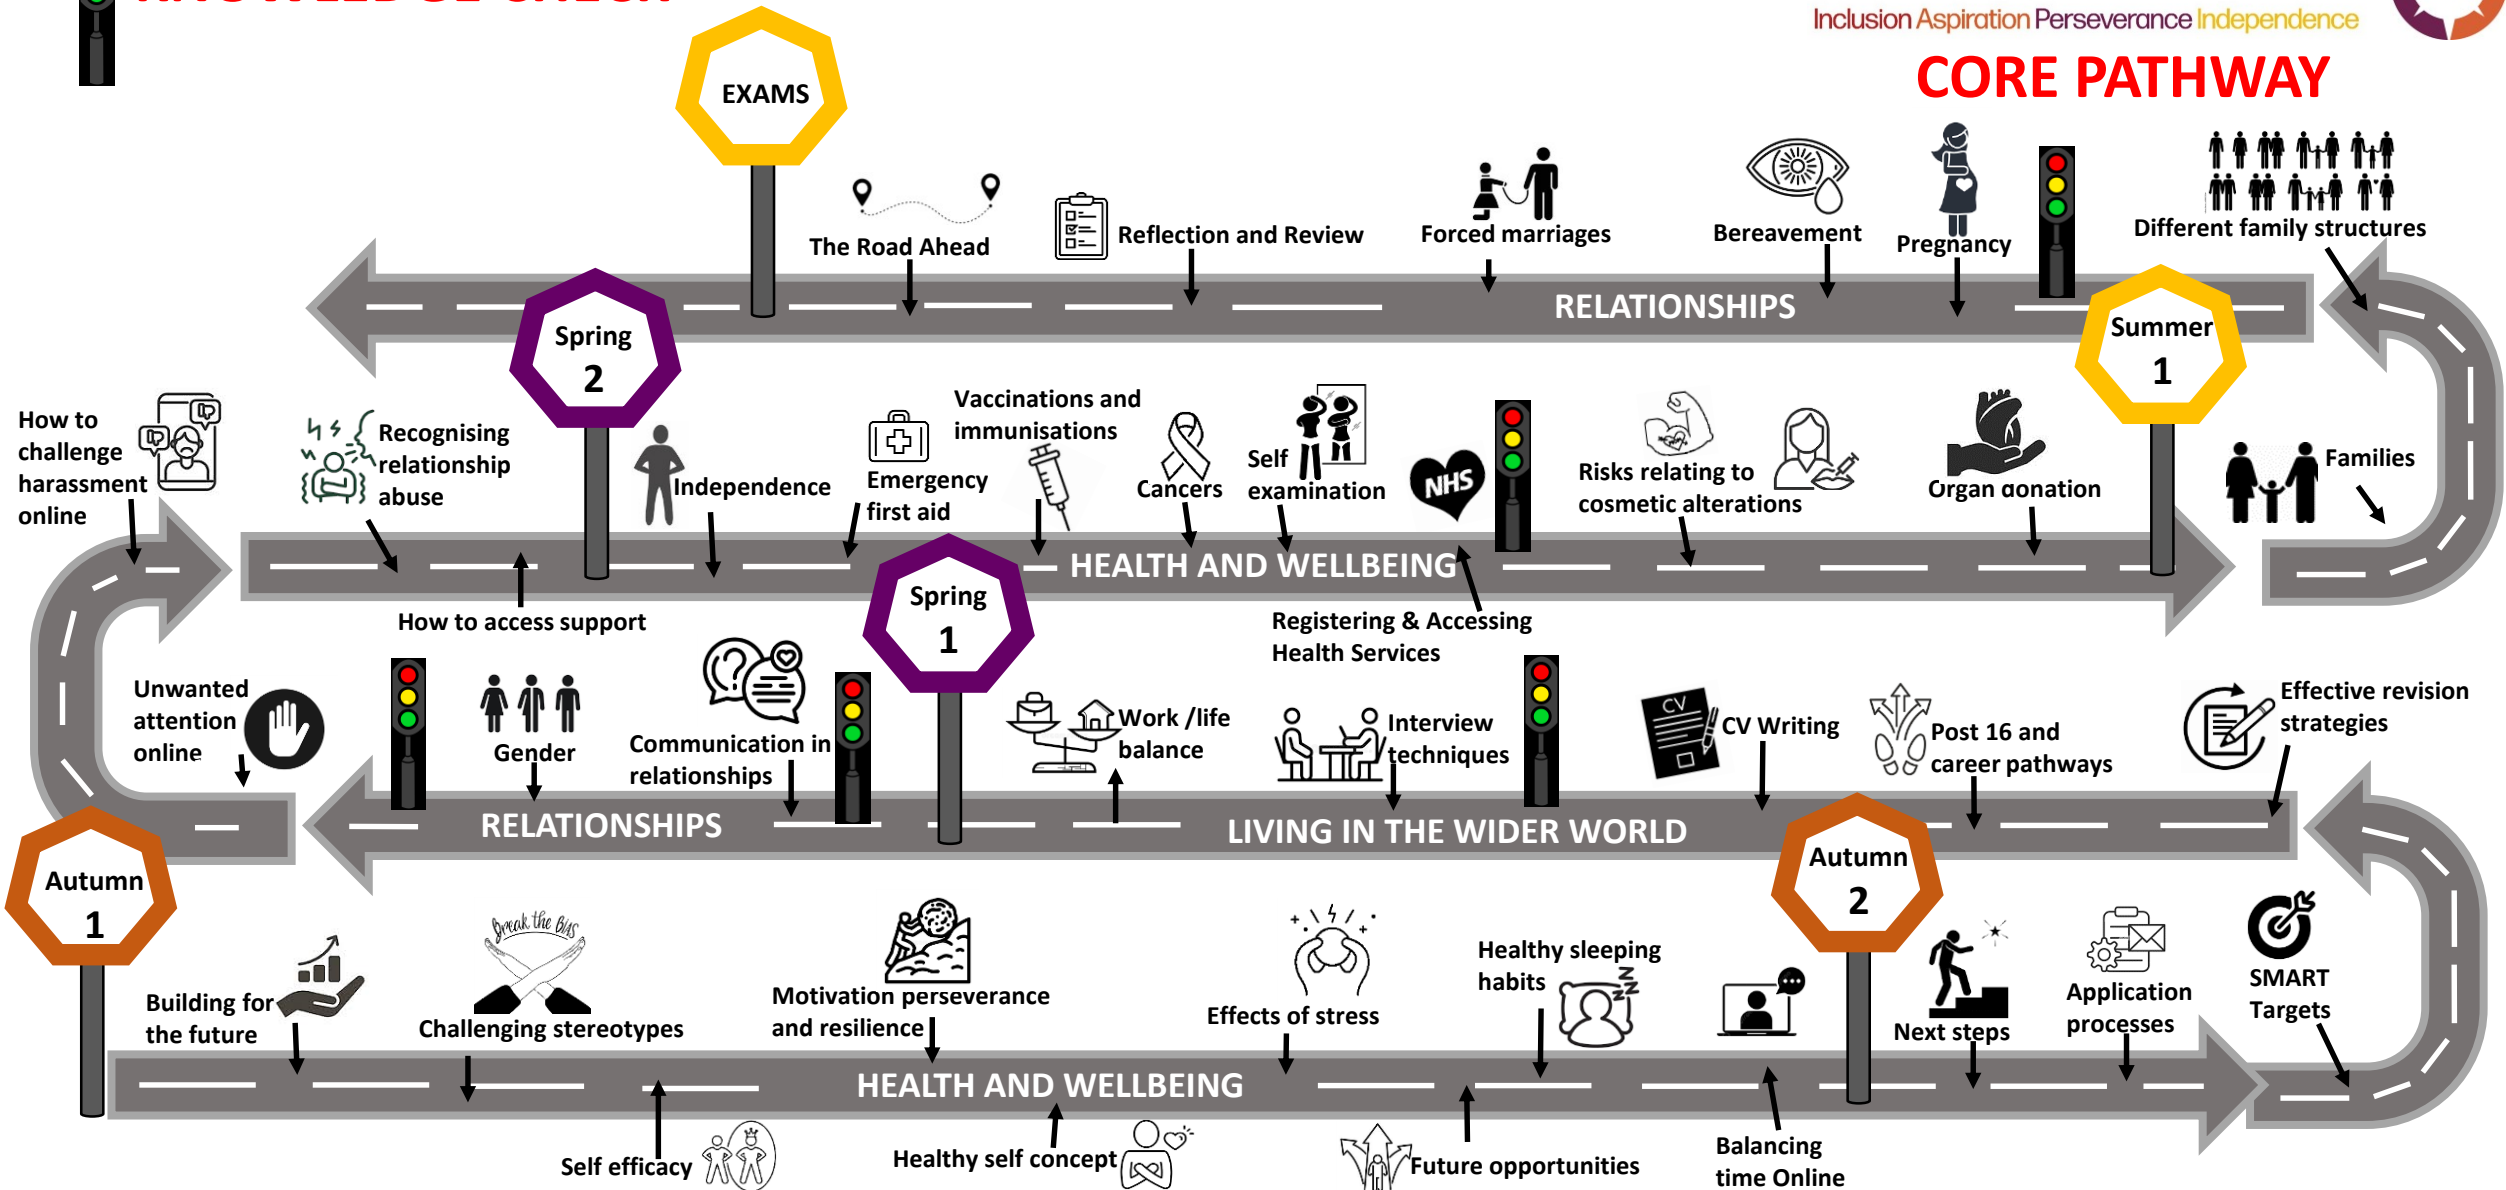 KNOWLEDGE CHECK
Inclusion Aspiration Perseverance Independence
CORE PATHWAY
EXAMS
The Road Ahead
Reflection and Review
Forced marriages
Bereavement
Pregnancy
Different family structures
RELATIONSHIPS
Spring
2
Summer
1
How to
challenge
harassment
online
Recognising
relationship
abuse
Independence
Emergency
first aid
Vaccinations and
immunisations
Cancers
Self
examination
NHS
Risks relating to
cosmetic alterations
Organ donation
Families
HEALTH AND WELLBEING
How to access support
Spring
1
Registering & Accessing
Health Services
Unwanted
attention
online
Gender
Communication in
relationships
Work /life
balance
Interview
techniques
CV
CV Writing
Post 16 and
career pathways
Effective revision
strategies
RELATIONSHIPS
LIVING IN THE WIDER WORLD
Autumn
1
Autumn
2
Building for
the future
Break the Bias
Challenging stereotypes
Motivation perseverance
and resilience
Effects of stress
Healthy sleeping
habits
zzz
Next steps
Application
processes
SMART
Targets
HEALTH AND WELLBEING
Self efficacy
Healthy self concept
Future opportunities
Balancing
time Online